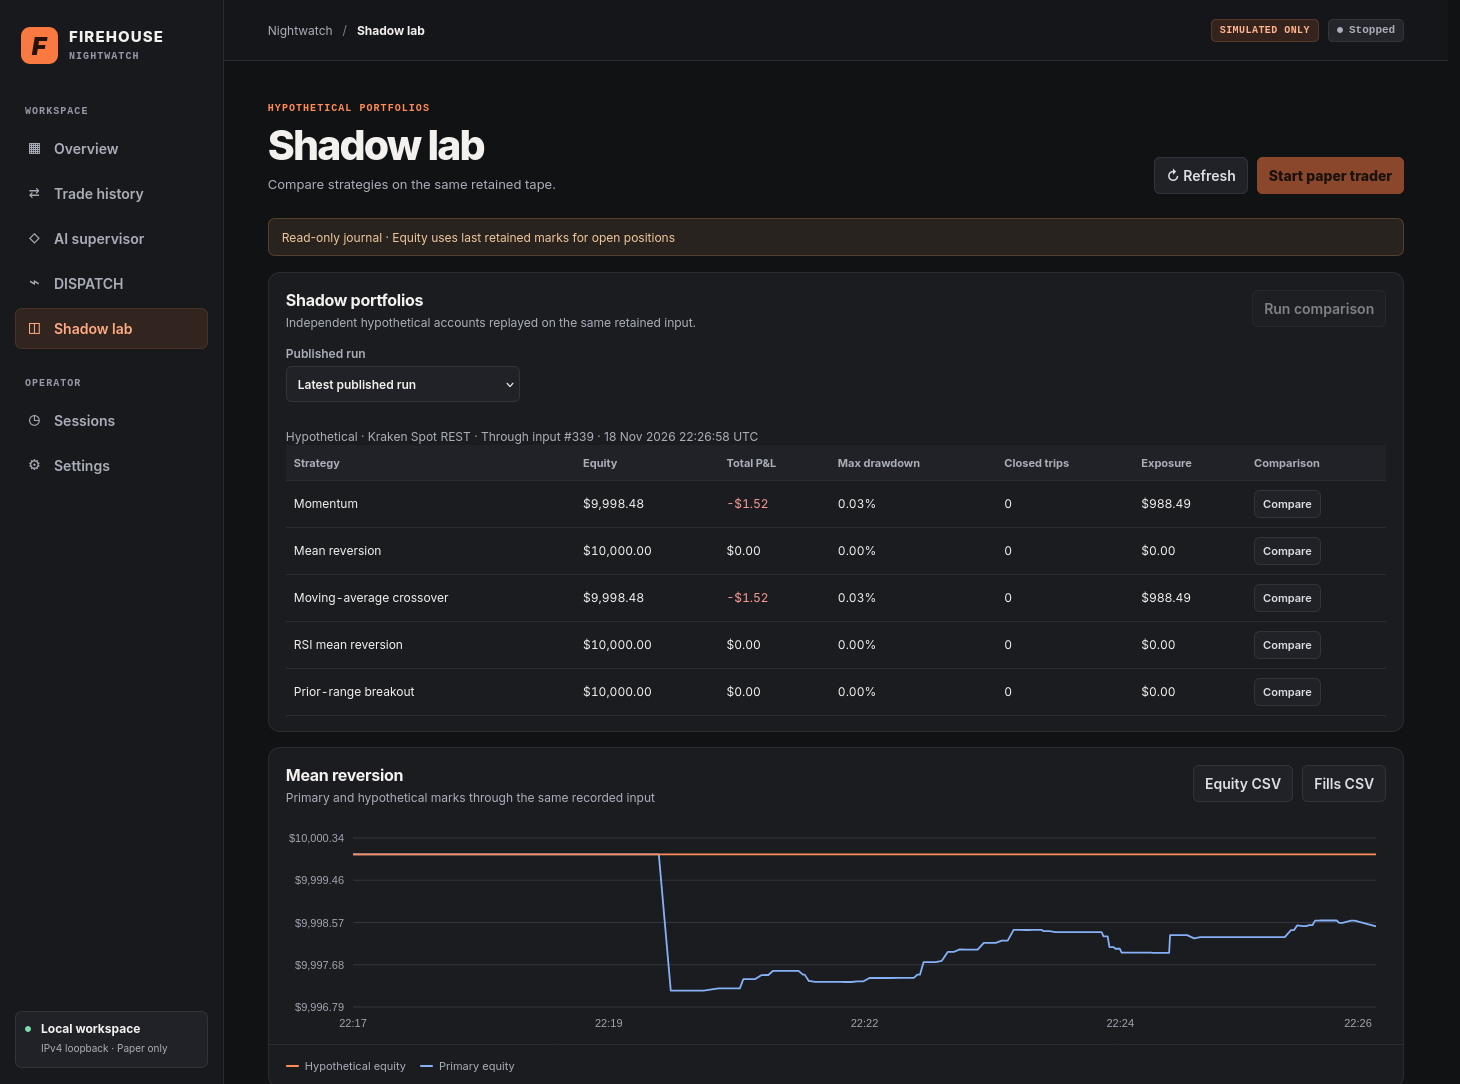 F FIREHOUSE
NIGHTWATCH
WORKSPACE
Overview
Trade history
AI supervisor
DISPATCH
Shadow lab
OPERATOR
Sessions
Settings
Local workspace
IPv4 loopback · Paper only
Nightwatch / Shadow lab
SIMULATED ONLY
Stopped
HYPOTHETICAL PORTFOLIOS
Shadow lab
Compare strategies on the same retained tape.
Refresh
Start paper trader
Read-only journal · Equity uses last retained marks for open positions
Shadow portfolios
Independent hypothetical accounts replayed on the same retained input.
Run comparison
Published run
Latest published run
Hypothetical · Kraken Spot REST · Through input #339 · 18 Nov 2026 22:26:58 UTC
Strategy Equity Total P&L Max drawdown Closed trips Exposure Comparison
Momentum $9,998.48 -$1.52 0.03% 0 $988.49 Compare
Mean reversion $10,000.00 $0.00 0.00% 0 $0.00 Compare
Moving-average crossover $9,998.48 -$1.52 0.03% 0 $988.49 Compare
RSI mean reversion $10,000.00 $0.00 0.00% 0 $0.00 Compare
Prior-range breakout $10,000.00 $0.00 0.00% 0 $0.00 Compare
Mean reversion
Primary and hypothetical marks through the same recorded input
Equity CSV
Fills CSV
$10,000.34
$9,999.46
$9,998.57
$9,997.68
$9,996.79
22:17 22:19 22:22 22:24 22:26
Hypothetical equity Primary equity